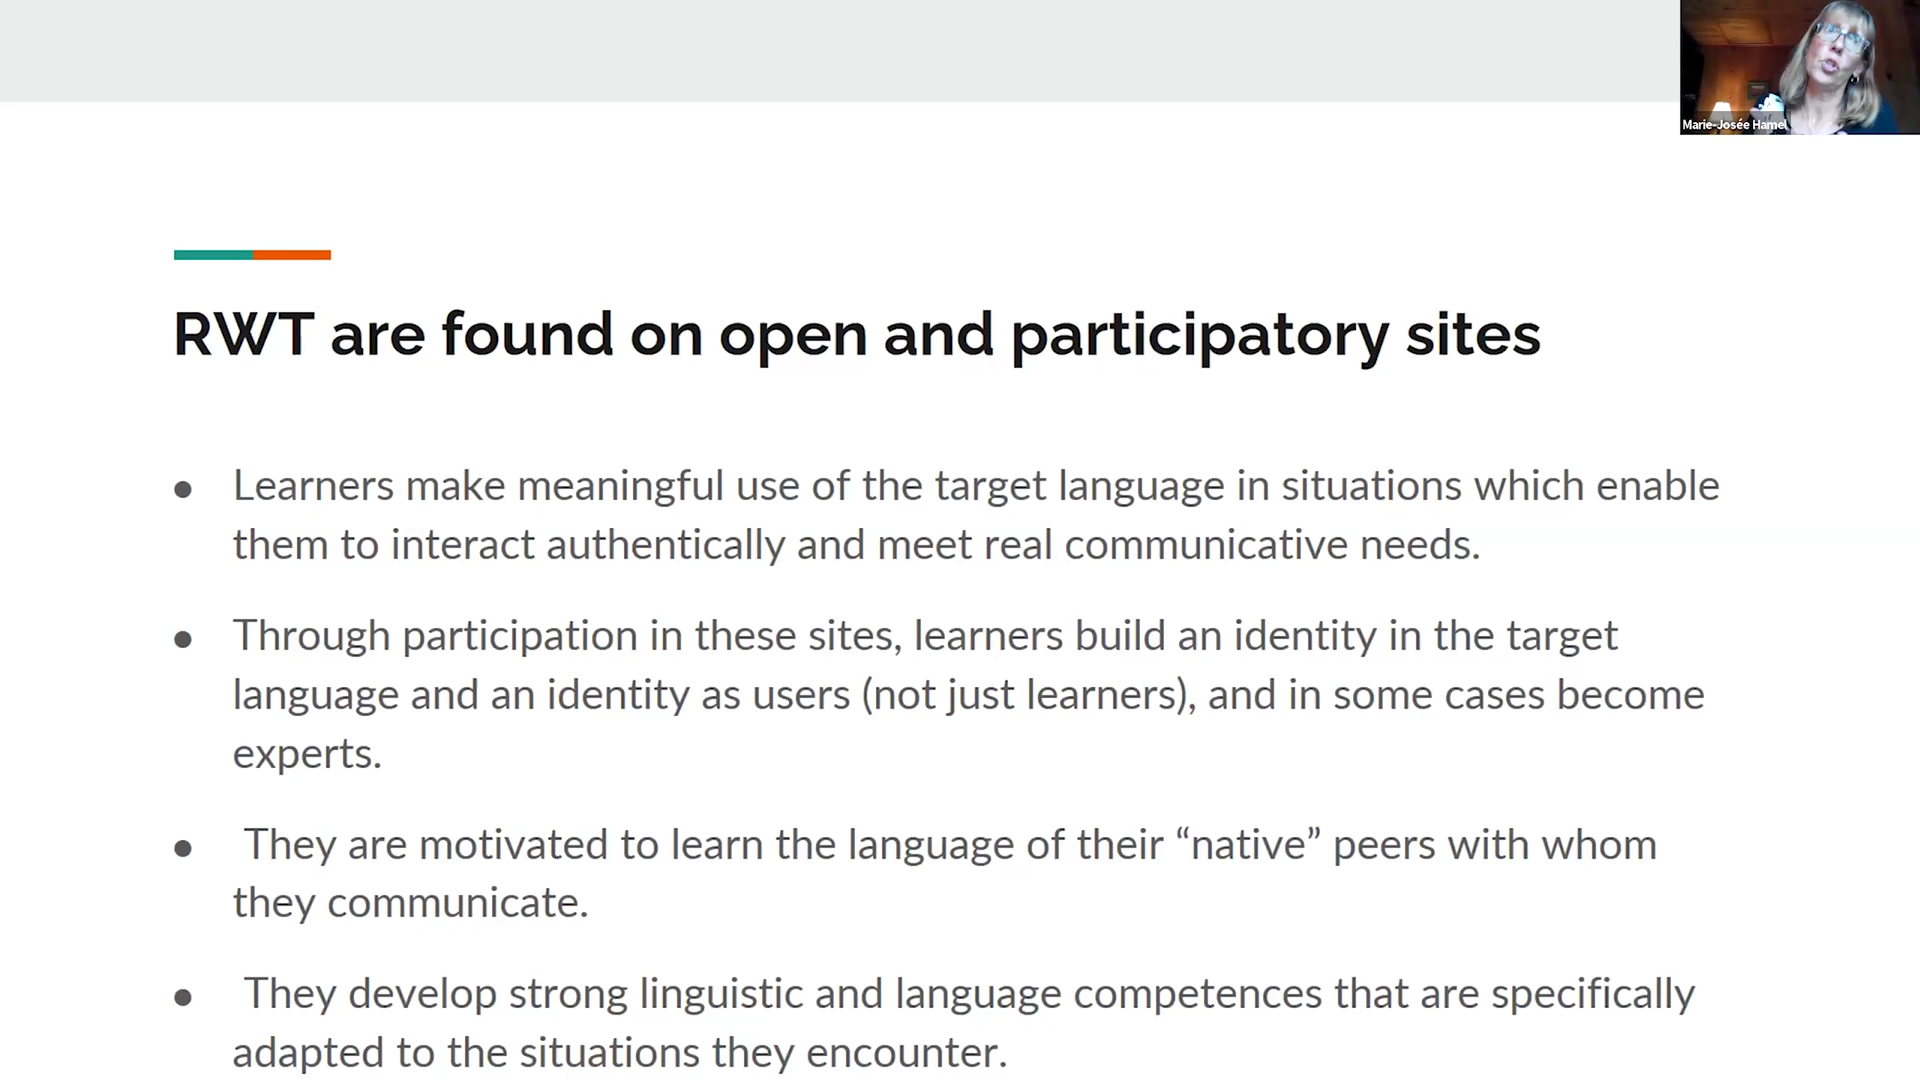 Marie-Josée Hamel
RWT are found on open and participatory sites
● Learners make meaningful use of the target language in situations which enable
them to interact authentically and meet real communicative needs.
● Through participation in these sites, learners build an identity in the target
language and an identity as users (not just learners), and in some cases become
experts.
● They are motivated to learn the language of their “native” peers with whom
they communicate.
● They develop strong linguistic and language competences that are specifically
adapted to the situations they encounter.